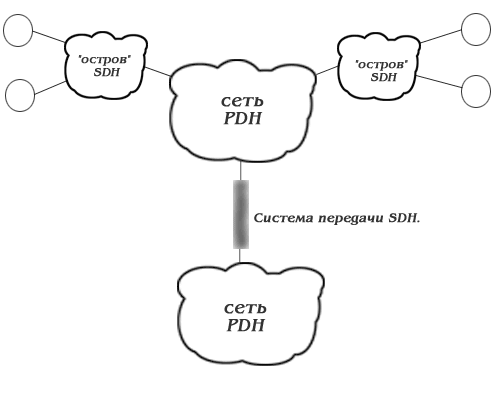 "остров"
SDH
"остров"
SDH
сеть
PDH
Система передачи SDH.
сеть
PDH